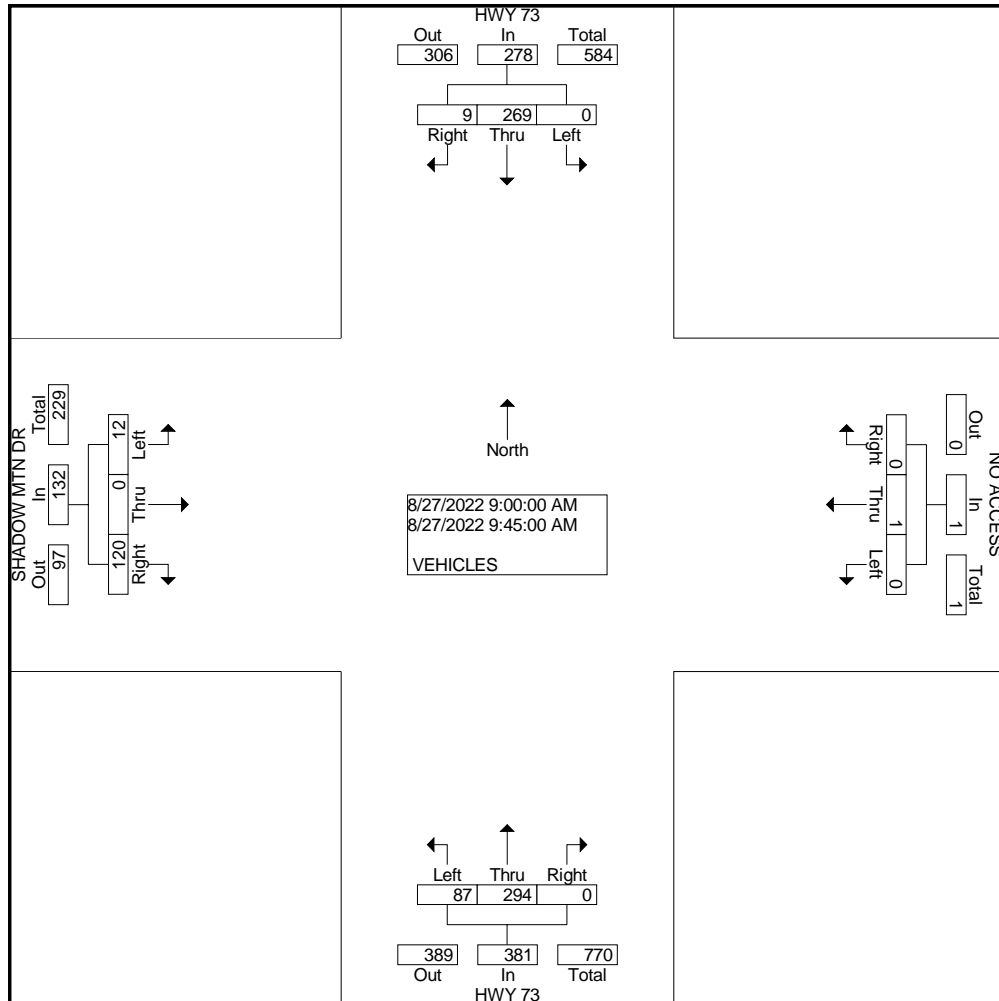 HWY 73
Out In Total
306 278 584
9 269 0
Right Thru Left
SHADOW MTN DR
Total In Out
229 132 97
12 0 120
Left Thru Right
North
8/27/2022 9:00:00 AM
8/27/2022 9:45:00 AM
VEHICLES
Right Thru Left
0 1 0
Out In Total
0 1 1
NO ACCESS
Left Thru Right
87 294 0
389 381 770
Out In Total
HWY 73